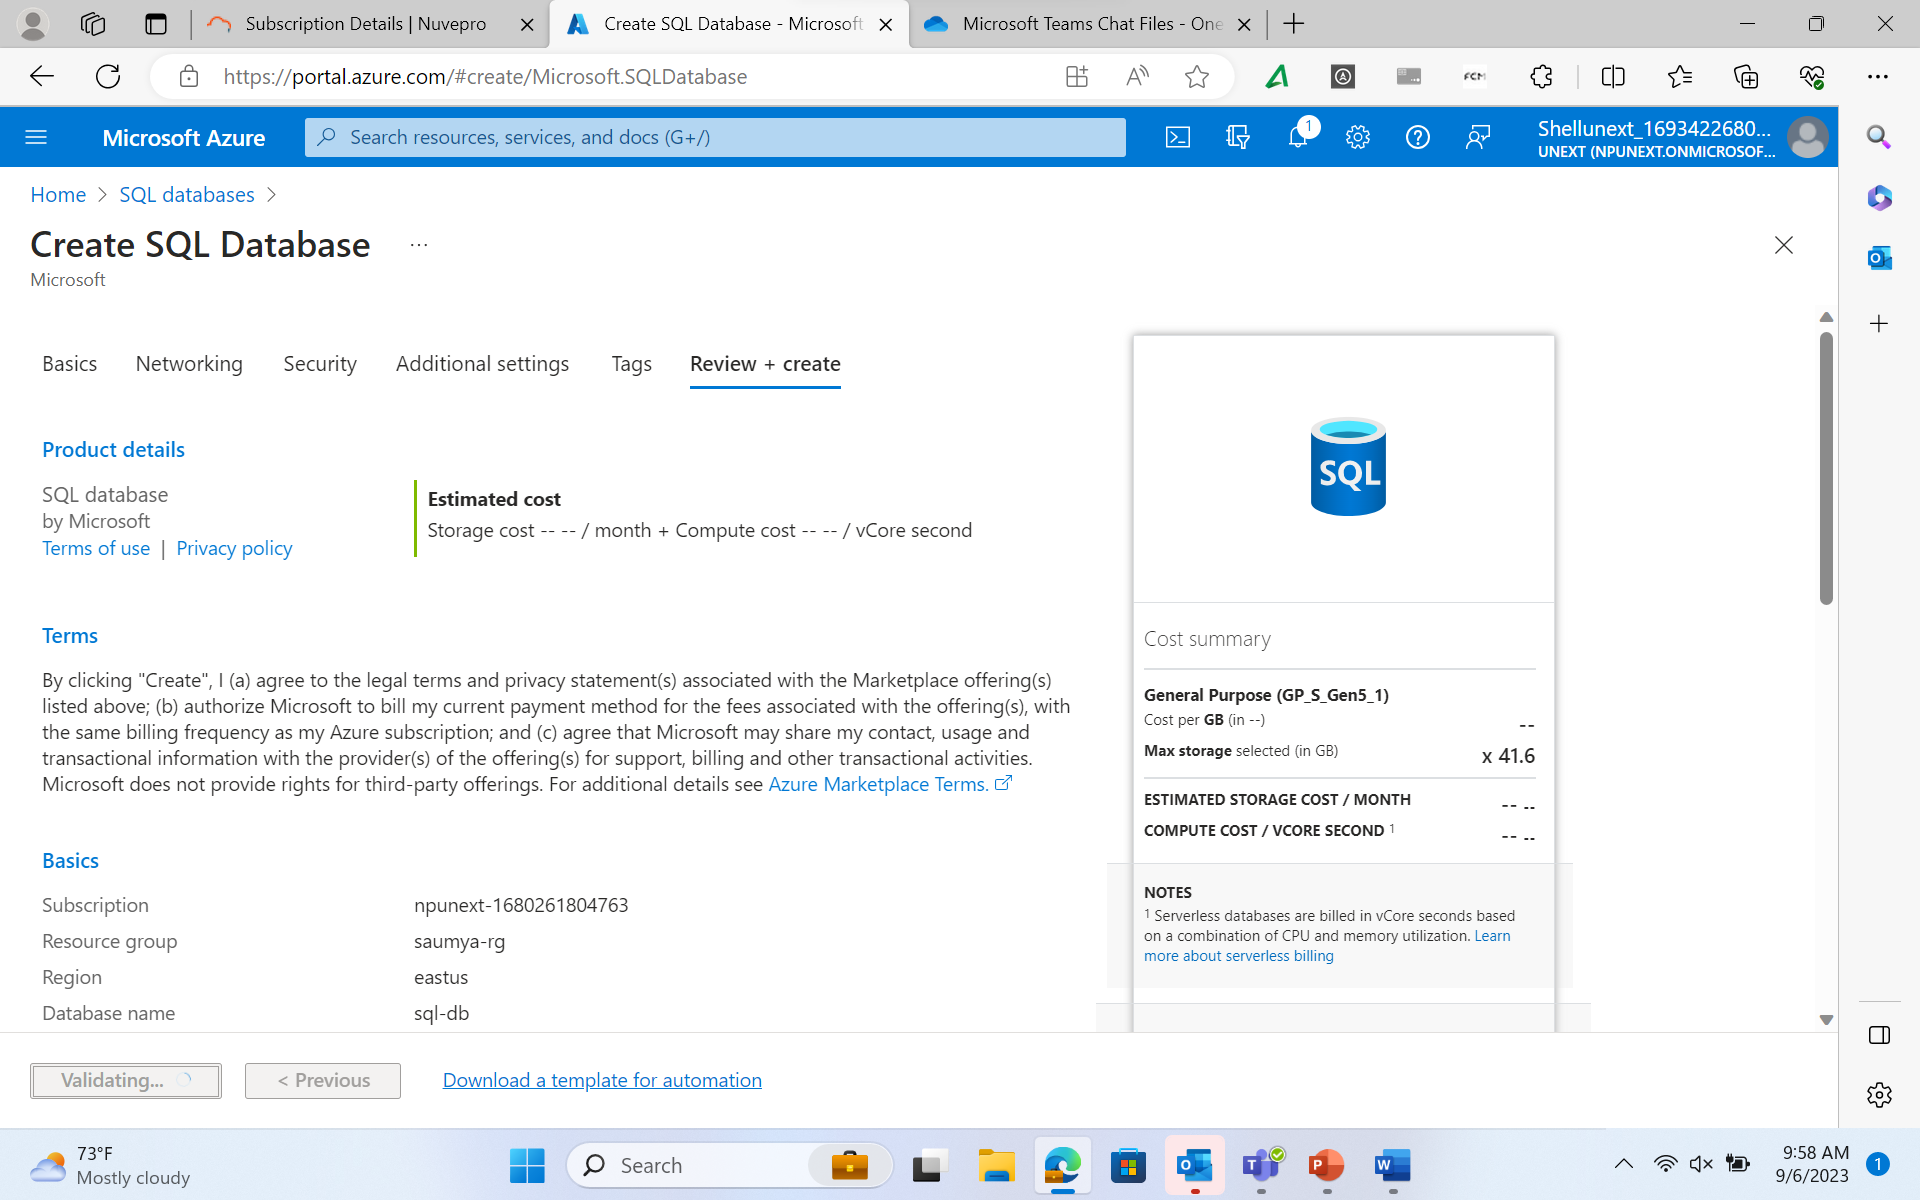 Subscription Details | Nuvepro
Create SQL Database - Microsoft
Microsoft Teams Chat Files - One
https://portal.azure.com/#create/Microsoft.SQLDatabase
FCM
Microsoft Azure
Search resources, services, and docs (G+/)
1
Shellunext_1693422680...
UNEXT (NPUNEXT.ONMICROSOF...
Home > SQL databases >
Create SQL Database ...
Microsoft
Basics
Networking
Security
Additional settings
Tags
Review + create
Product details
SQL database
by Microsoft
Terms of use | Privacy policy
Estimated cost
Storage cost -- -- / month + Compute cost -- -- / vCore second
Terms
By clicking "Create", I (a) agree to the legal terms and privacy statement(s) associated with the Marketplace offering(s)
listed above; (b) authorize Microsoft to bill my current payment method for the fees associated with the offering(s), with
the same billing frequency as my Azure subscription; and (c) agree that Microsoft may share my contact, usage and
transactional information with the provider(s) of the offering(s) for support, billing and other transactional activities.
Microsoft does not provide rights for third-party offerings. For additional details see Azure Marketplace Terms.
Basics
Subscription npunext-1680261804763
Resource group saumya-rg
Region eastus
Database name sql-db
SQL
Cost summary
General Purpose (GP_S_Gen5_1)
Cost per GB (in --) --
Max storage selected (in GB) x 41.6
ESTIMATED STORAGE COST / MONTH -- --
COMPUTE COST / VCORE SECOND 1 -- --
NOTES
1 Serverless databases are billed in vCore seconds based
on a combination of CPU and memory utilization. Learn
more about serverless billing
Validating...
< Previous
Download a template for automation
73°F
Mostly cloudy
Search
9:58 AM
9/6/2023
1